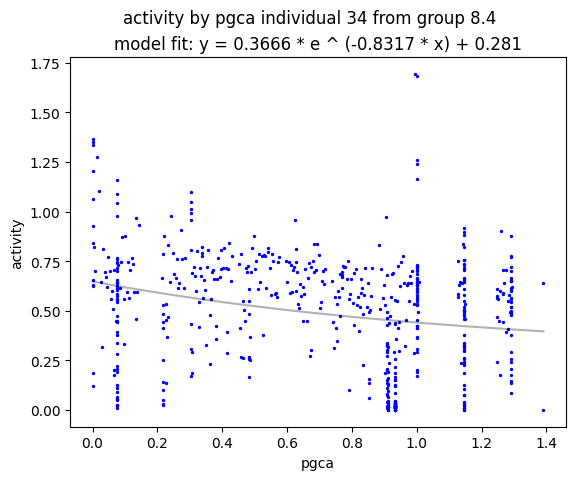 activity by pgca individual 34 from group 8.4
model fit: y = 0.3666 * e ^ (-0.8317 * x) + 0.281
1.75
1.50
1.25
1.00
0.75
0.50
0.25
0.00
activity
0.0 0.2 0.4 0.6 0.8 1.0 1.2 1.4
pgca